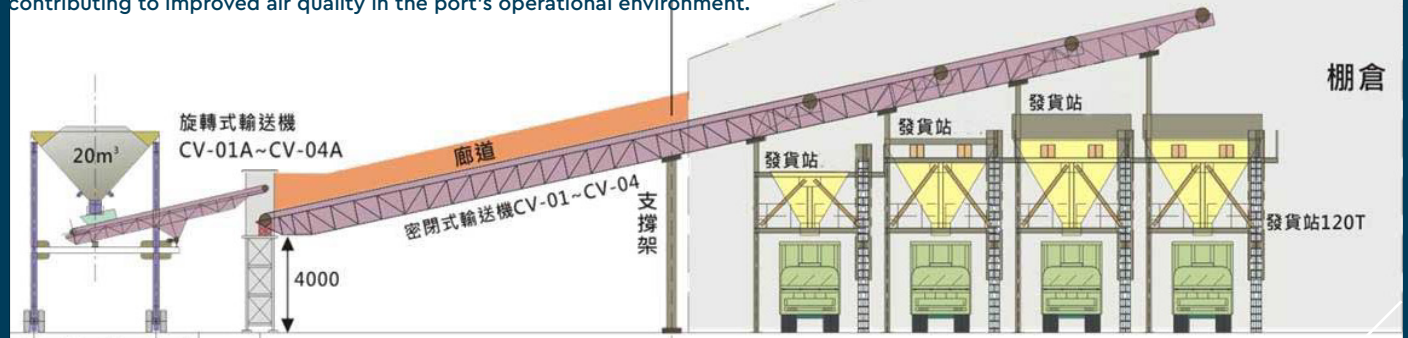 contributing to improved air quality in the port's operational environment.
20m³
旋轉式輸送機
CV-01A~CV-04A
廊道
密閉式輸送機CV-01~CV-04
4000
支撐架
發貨站
發貨站
發貨站
發貨站120T
棚倉